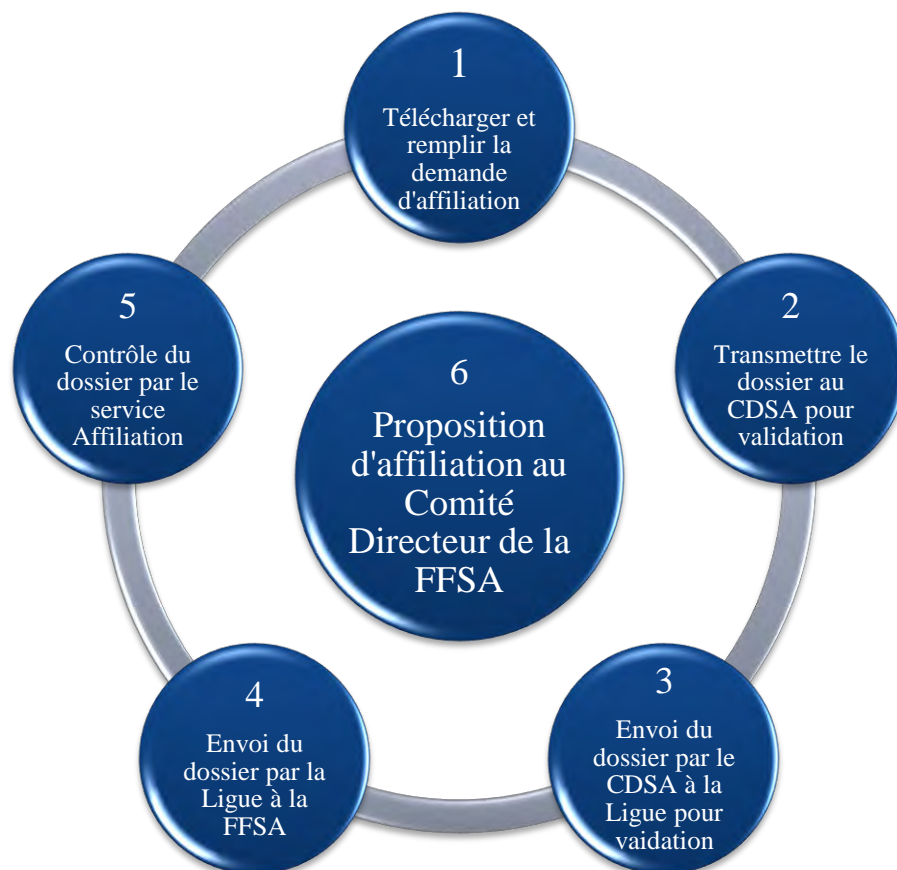 1
Télécharger et
remplir la
demande
d'affiliation
2
Transmettre le
dossier au
CDSA pour
validation
3
Envoi du
dossier par le
CDSA à la
Ligue pour
vaidation
4
Envoi du
dossier par la
Ligue à la
FFSA
5
Contrôle du
dossier par le
service
Affiliation
6
Proposition
d'affiliation au
Comité
Directeur de la
FFSA